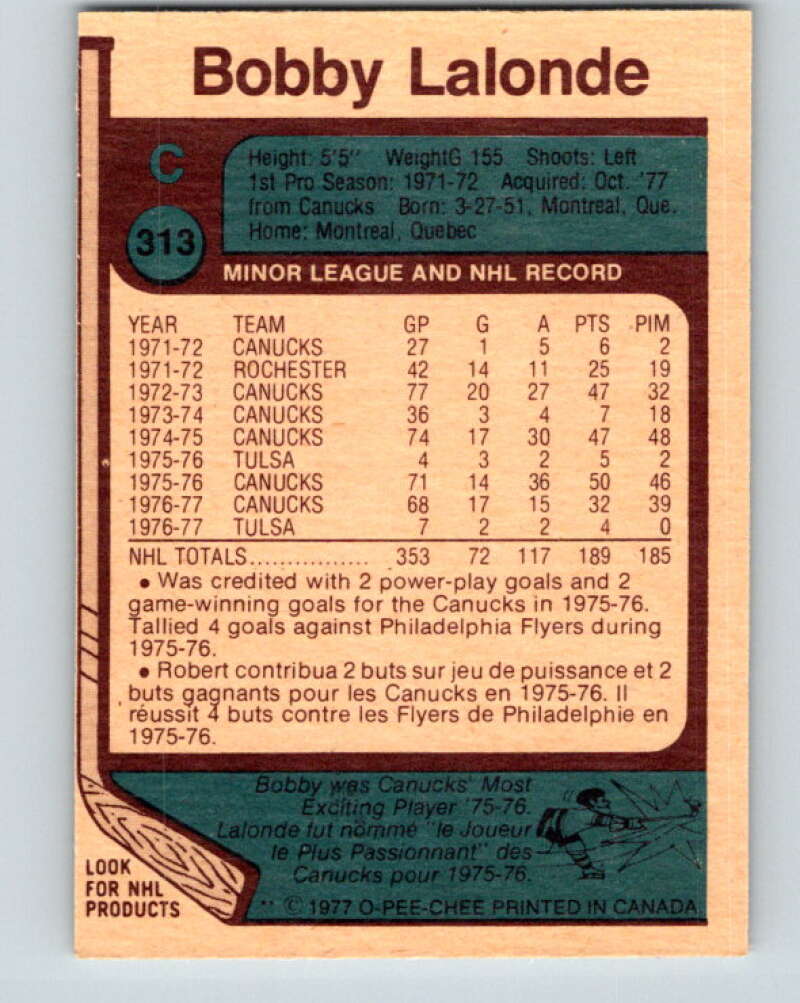 Bobby Lalonde
C
Height: 5'5" WeightG 155 Shoots: Left
1st Pro Season: 1971-72 Acquired: Oct. '77
from Canucks Born: 3-27-51, Montreal, Que.
Home: Montreal, Quebec
313
MINOR LEAGUE AND NHL RECORD
YEAR TEAM GP G A PTS PIM
1971-72 CANUCKS 27 1 5 6 2
1971-72 ROCHESTER 42 14 11 25 19
1972-73 CANUCKS 77 20 27 47 32
1973-74 CANUCKS 36 3 4 7 18
1974-75 CANUCKS 74 17 30 47 48
1975-76 TULSA 4 3 2 5 2
1975-76 CANUCKS 71 14 36 50 46
1976-77 CANUCKS 68 17 15 32 39
1976-77 TULSA 7 2 2 4 0
NHL TOTALS................ 353 72 117 189 185
• Was credited with 2 power-play goals and 2
game-winning goals for the Canucks in 1975-76.
Tallied 4 goals against Philadelphia Flyers during
1975-76.
• Robert contribua 2 buts sur jeu de puissance et 2
buts gagnants pour les Canucks en 1975-76. Il
réussit 4 buts contre les Flyers de Philadelphie en
1975-76.
Bobby was Canucks' Most
Exciting Player '75-76.
Lalonde fut nommé "le Joueur
le Plus Passionnant" des
Canucks pour 1975-76.
LOOK
FOR NHL
PRODUCTS
© 1977 O-PEE-CHEE PRINTED IN CANADA